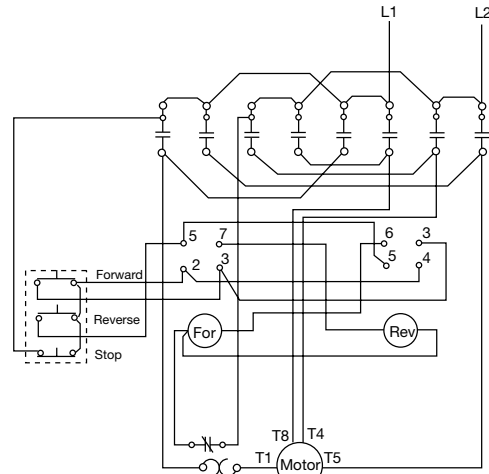 L1 L2
5 7 6 3
2 3 5 4
Forward
Reverse
Stop
For Rev
T8 T4
T1 Motor T5